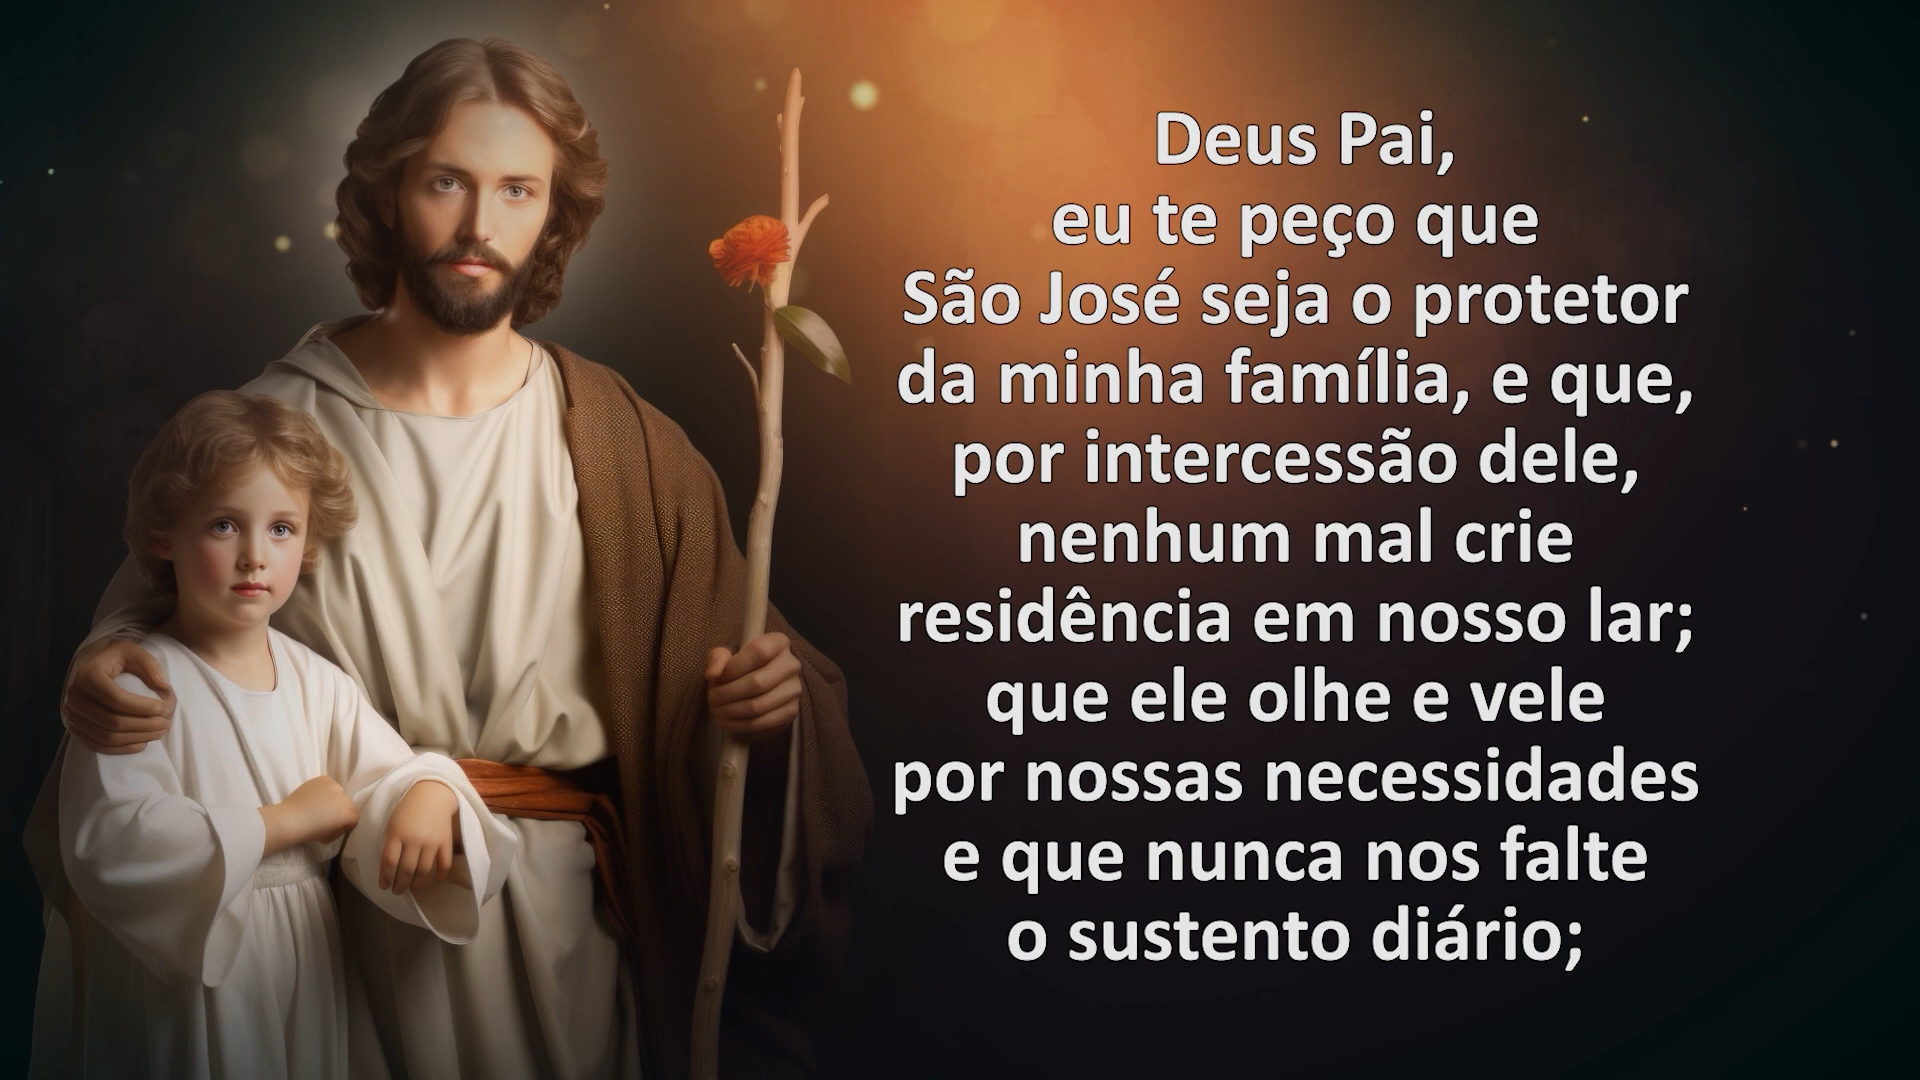 Deus Pai,
eu te peço que
São José seja o protetor
da minha família, e que,
por intercessão dele,
nenhum mal crie
residência em nosso lar;
que ele olhe e vele
por nossas necessidades
e que nunca nos falte
o sustento diário;